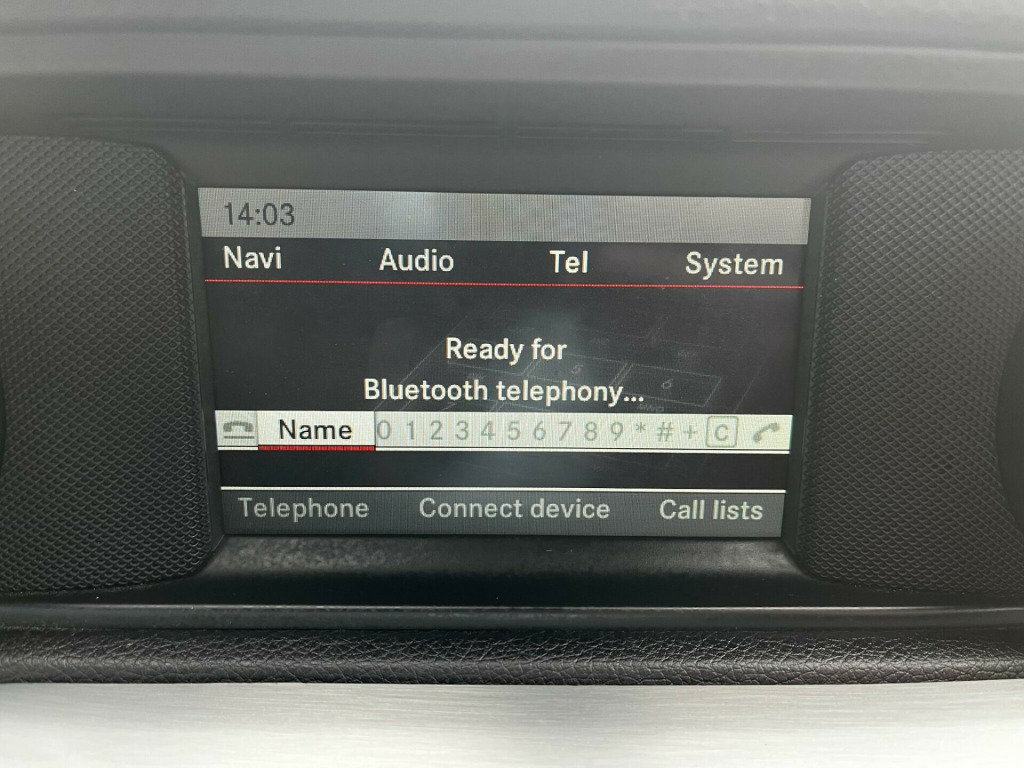 14:03
Navi Audio Tel System
Ready for
Bluetooth telephony...
Name 0 1 2 3 4 5 6 7 8 9 * # + C
Telephone Connect device Call lists